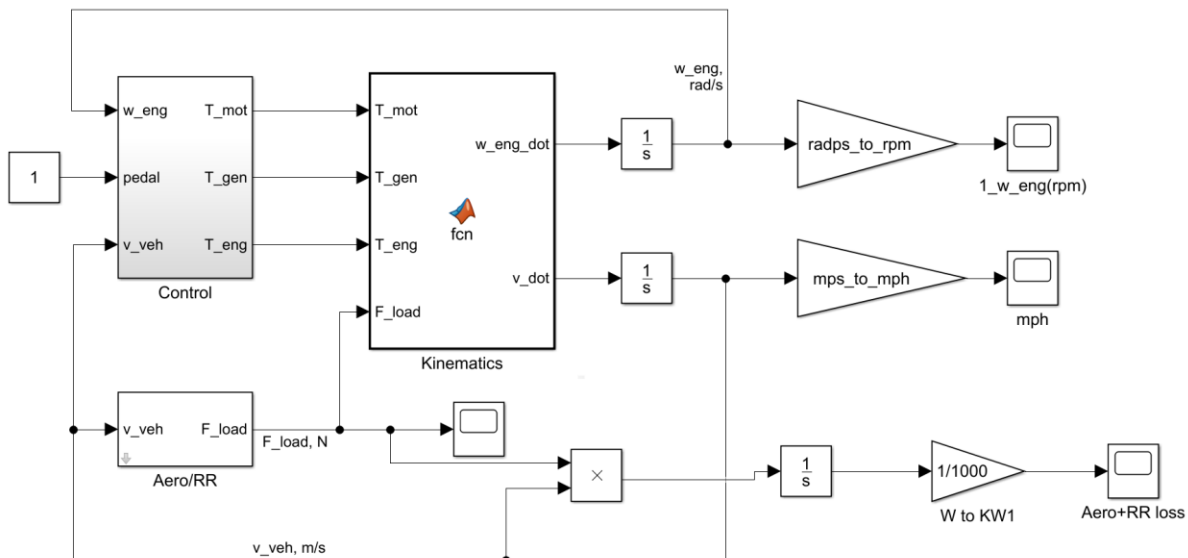 w_eng,
rad/s
w_eng
T_mot
pedal
T_gen
v_veh
T_eng
Control
1
T_mot
T_gen
T_eng
F_load
w_eng_dot
v_dot
fcn
Kinematics
1
s
radps_to_rpm
1_w_eng(rpm)
1
s
mps_to_mph
mph
v_veh
F_load
Aero/RR
F_load, N
×
1
s
1/1000
W to KW1
Aero+RR loss
v_veh, m/s